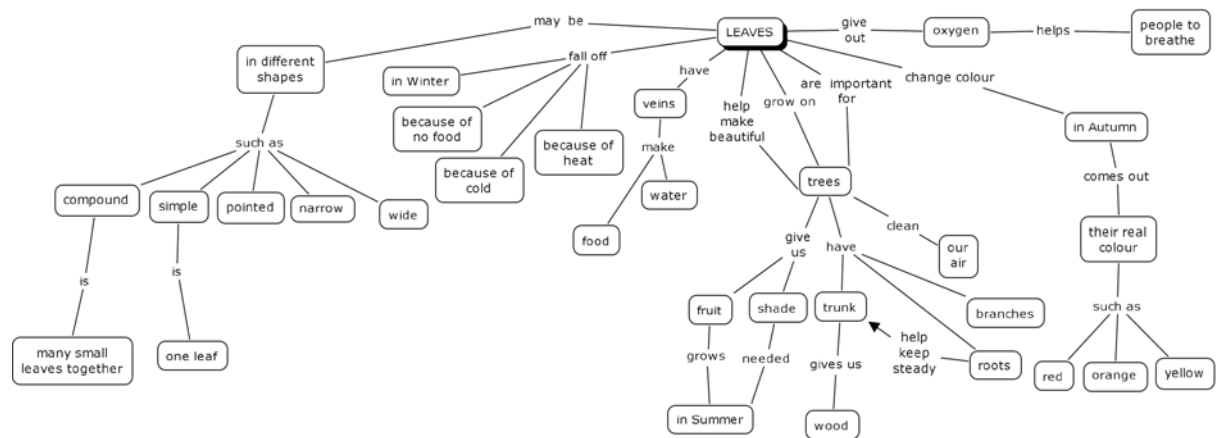 may be
LEAVES
give
out
oxygen
helps
people to
breathe
in different
shapes
fall off
in Winter
because of
no food
because of
cold
because of
heat
have
veins
make
water
food
help
make
beautiful
grow on
are important
for
change colour
in Autumn
comes out
their real
colour
such as
red
orange
yellow
such as
compound
simple
pointed
narrow
wide
is
many small
leaves together
is
one leaf
trees
give
us
have
clean
our
air
fruit
shade
trunk
branches
grows
needed
gives us
help
keep
steady
roots
in Summer
wood